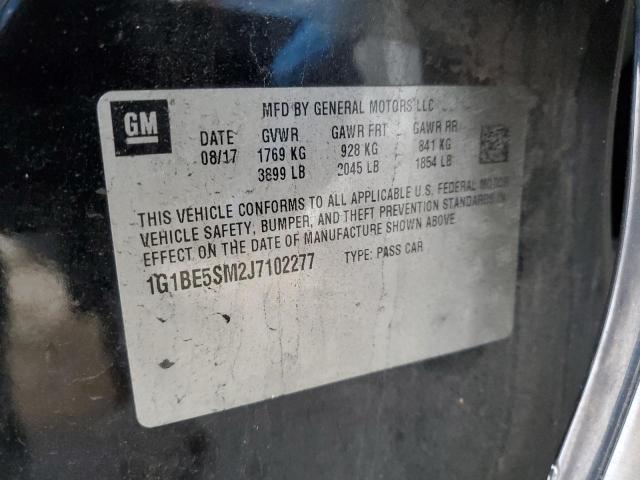 GM
MFD BY GENERAL MOTORS LLC
DATE GVWR GAWR FRT GAWR RR
08/17 1769 KG 928 KG 841 KG
3899 LB 2045 LB 1854 LB
THIS VEHICLE CONFORMS TO ALL APPLICABLE U.S. FEDERAL MOTOR
VEHICLE SAFETY, BUMPER, AND THEFT PREVENTION STANDARDS IN
EFFECT ON THE DATE OF MANUFACTURE SHOWN ABOVE.
1G1BE5SM2J7102277 TYPE: PASS CAR